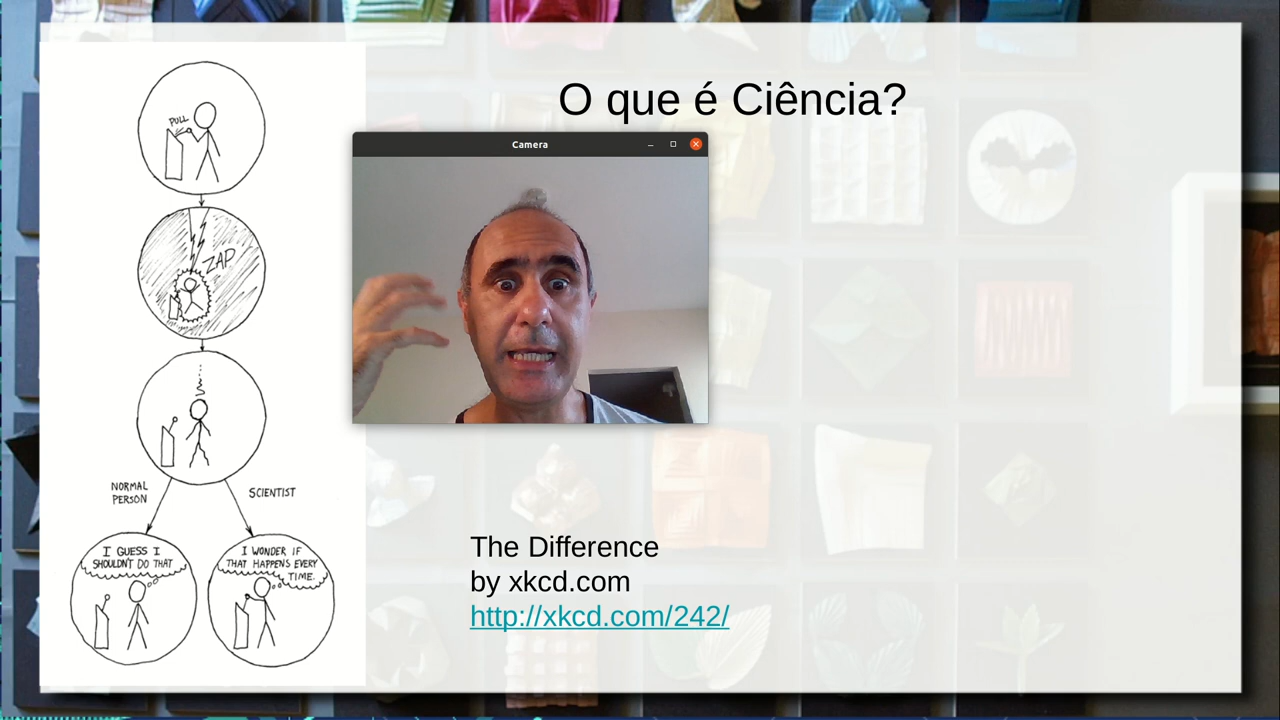 O que é Ciência?
Camera
PULL
ZAP
NORMAL
PERSON
SCIENTIST
I GUESS I
SHOULDN'T DO THAT
I WONDER IF
THAT HAPPENS EVERY
TIME.
The Difference
by xkcd.com
http://xkcd.com/242/